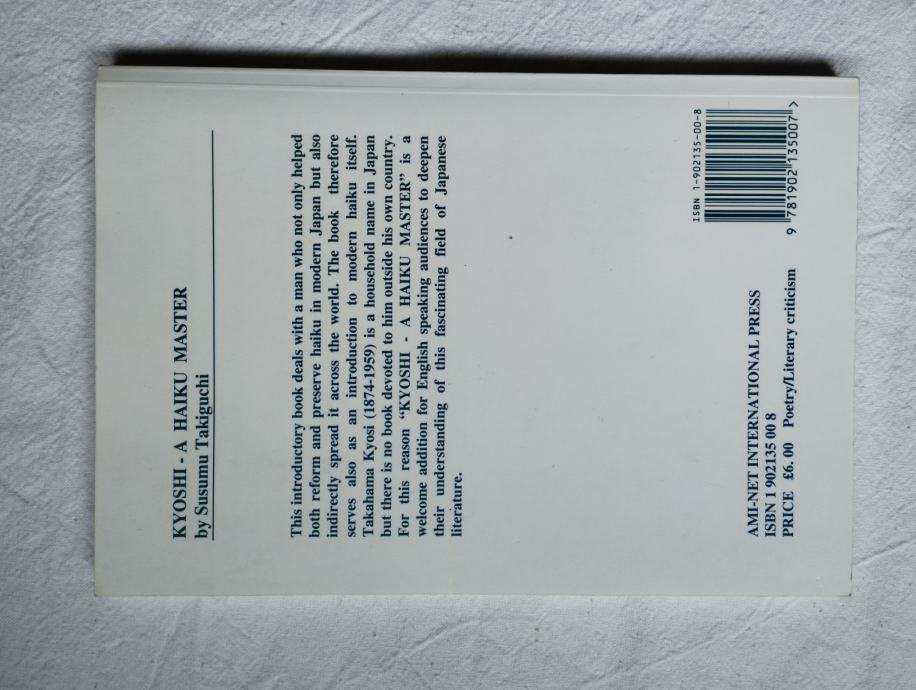 KYOSHI - A HAIKU MASTER
by Susumu Takiguchi
This introductory book deals with a man who not only helped
both reform and preserve haiku in modern Japan but also
indirectly spread it across the world. The book therefore
serves also as an introduction to modern haiku itself.
Takahama Kyosi (1874-1959) is a household name in Japan
but there is no book devoted to him outside his own country.
For this reason “KYOSHI - A HAIKU MASTER” is a
welcome addition for English speaking audiences to deepen
their understanding of this fascinating field of Japanese
literature.
AMI-NET INTERNATIONAL PRESS
ISBN 1 902135 00 8
PRICE £6. 00 Poetry/Literary criticism
ISBN 1-902135-00-8
9 781902 135007 >